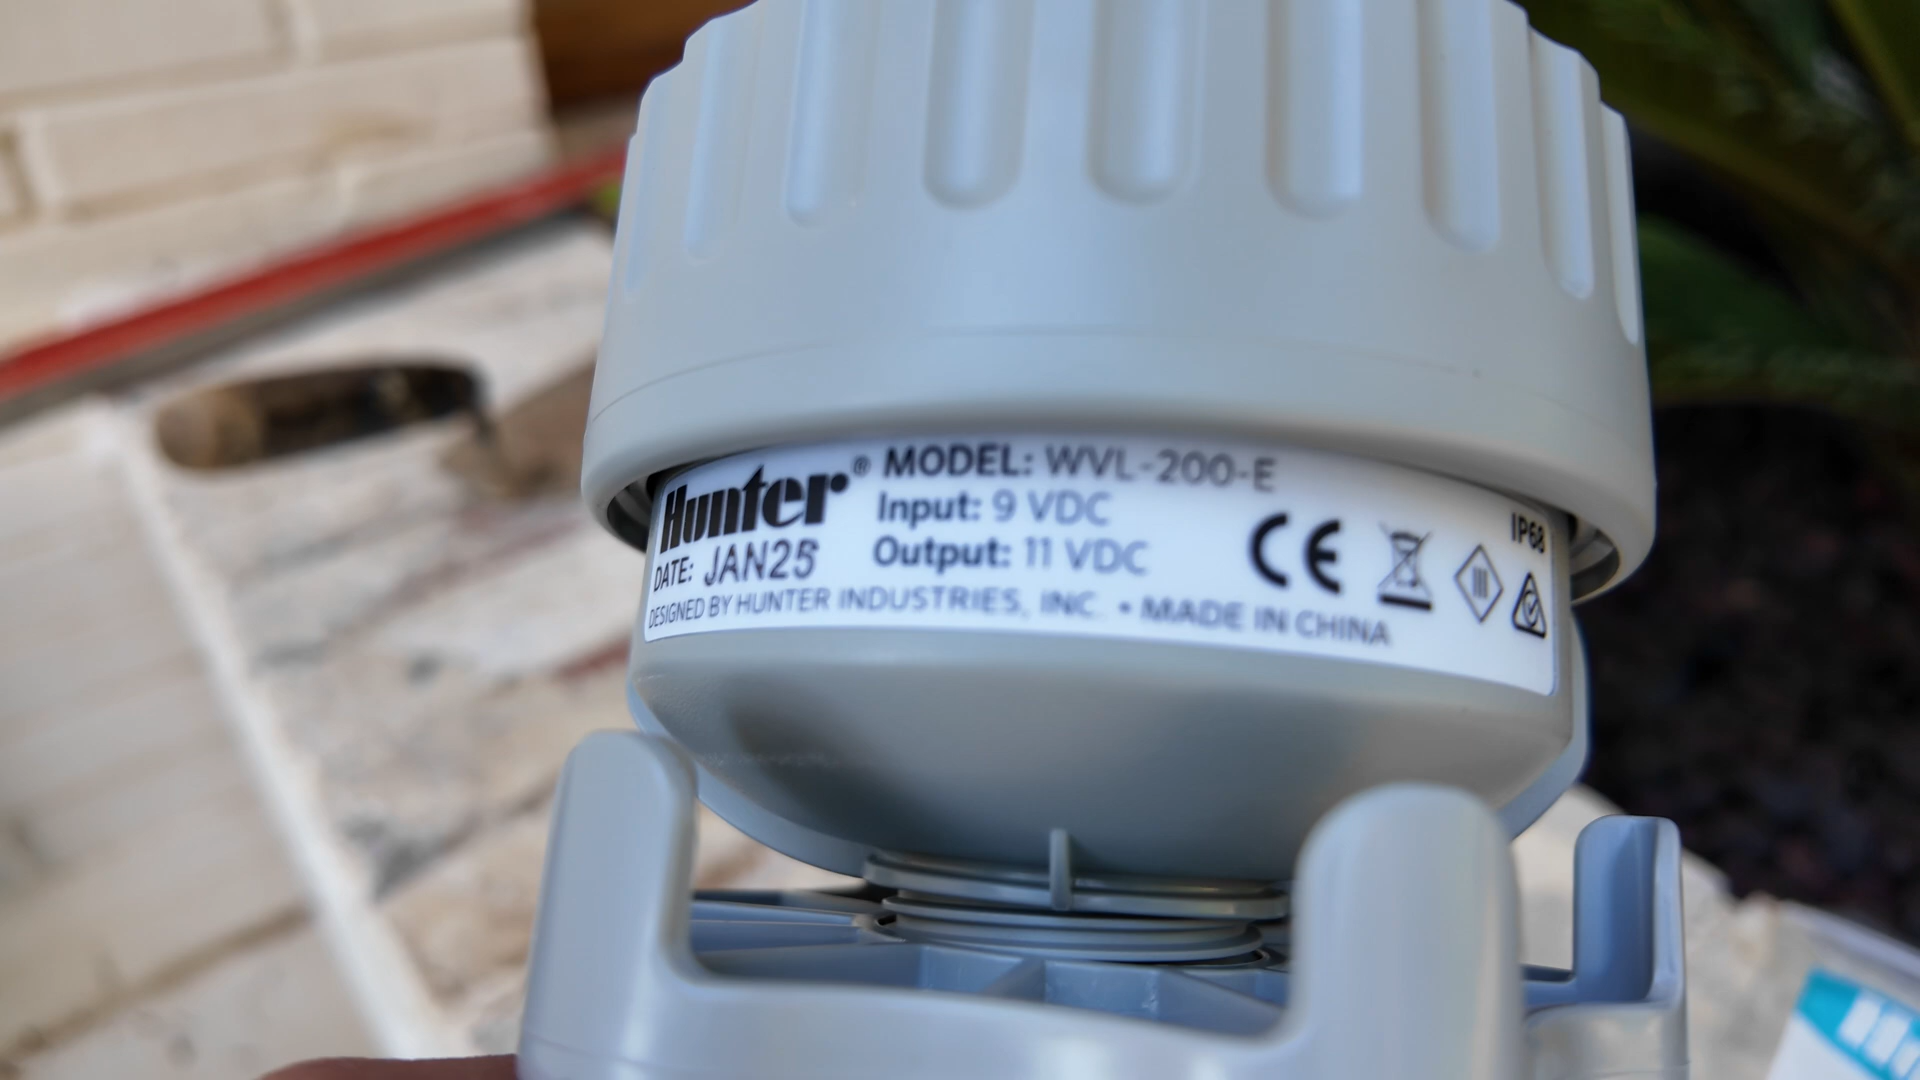 Hunter® MODEL: WVL-200-E
Input: 9 VDC
DATE: JAN25 Output: 11 VDC
DESIGNED BY HUNTER INDUSTRIES, INC. • MADE IN CHINA
CE
IP68